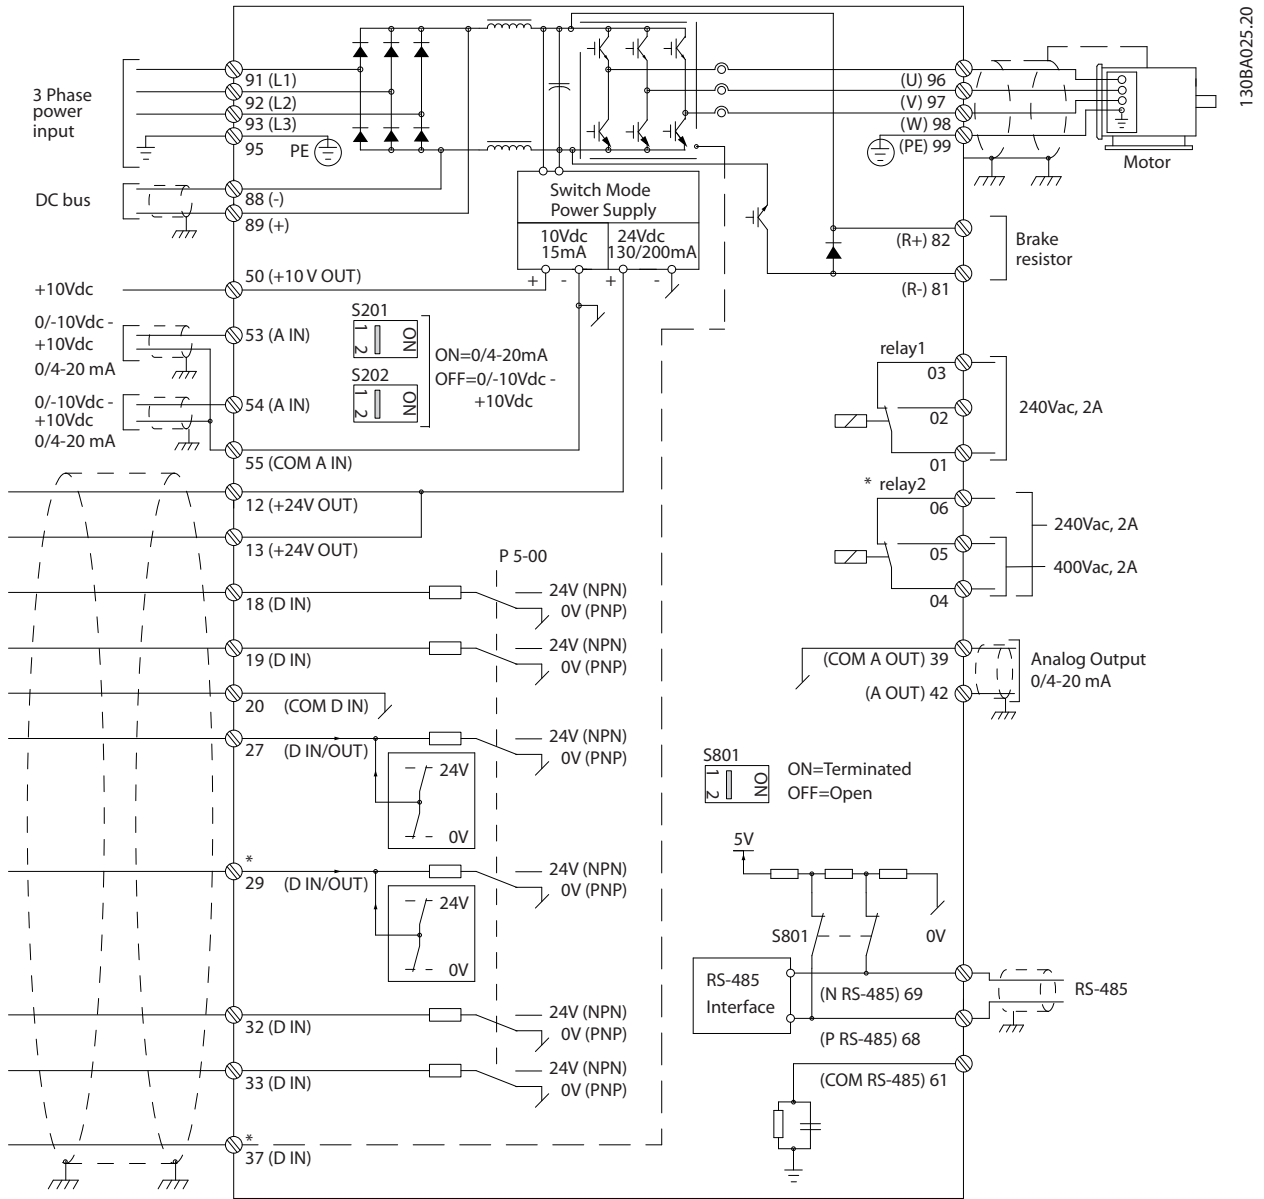 130BA025.20
3 Phase
power
input
91 (L1)
92 (L2)
93 (L3)
95
PE
DC bus
88 (-)
89 (+)
Switch Mode
Power Supply
10Vdc
15mA
24Vdc
130/200mA
+ - + -
(U) 96
(V) 97
(W) 98
(PE) 99
Motor
(R+) 82
(R-) 81
Brake
resistor
+10Vdc
50 (+10 V OUT)
0/-10Vdc -
+10Vdc
0/4-20 mA
53 (A IN)
0/-10Vdc -
+10Vdc
0/4-20 mA
54 (A IN)
55 (COM A IN)
S201
1
2
ON
S202
1
2
ON
ON=0/4-20mA
OFF=0/-10Vdc -
+10Vdc
relay1
03
02
01
240Vac, 2A
* relay2
06
05
04
240Vac, 2A
400Vac, 2A
12 (+24V OUT)
13 (+24V OUT)
P 5-00
18 (D IN)
24V (NPN)
0V (PNP)
19 (D IN)
24V (NPN)
0V (PNP)
20 (COM D IN)
27 (D IN/OUT)
24V (NPN)
0V (PNP)
24V
0V
*
29 (D IN/OUT)
24V (NPN)
0V (PNP)
24V
0V
32 (D IN)
24V (NPN)
0V (PNP)
33 (D IN)
24V (NPN)
0V (PNP)
*
37 (D IN)
(COM A OUT) 39
(A OUT) 42
Analog Output
0/4-20 mA
S801
1
2
ON
ON=Terminated
OFF=Open
5V
S801
0V
RS-485
Interface
(N RS-485) 69
(P RS-485) 68
RS-485
(COM RS-485) 61